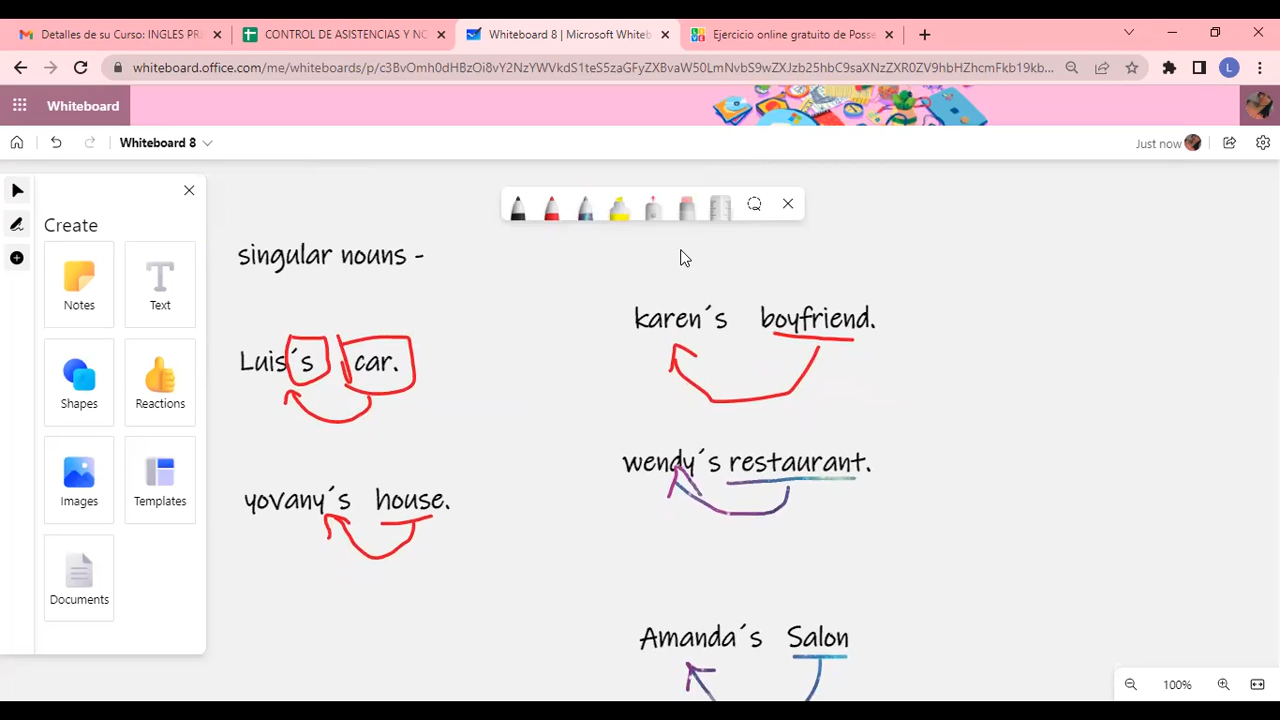 Detalles de su Curso: INGLES PR
CONTROL DE ASISTENCIAS Y NO
Whiteboard 8 | Microsoft Whiteb
Ejercicio online gratuito de Posse
L
Whiteboard
Whiteboard 8
Just now
Create
Notes
Text
Shapes
Reactions
Images
Templates
Documents
singular nouns -
karen´s boyfriend.
Luis´s car.
wendy´s restaurant.
yovany´s house.
Amanda´s Salon
100%